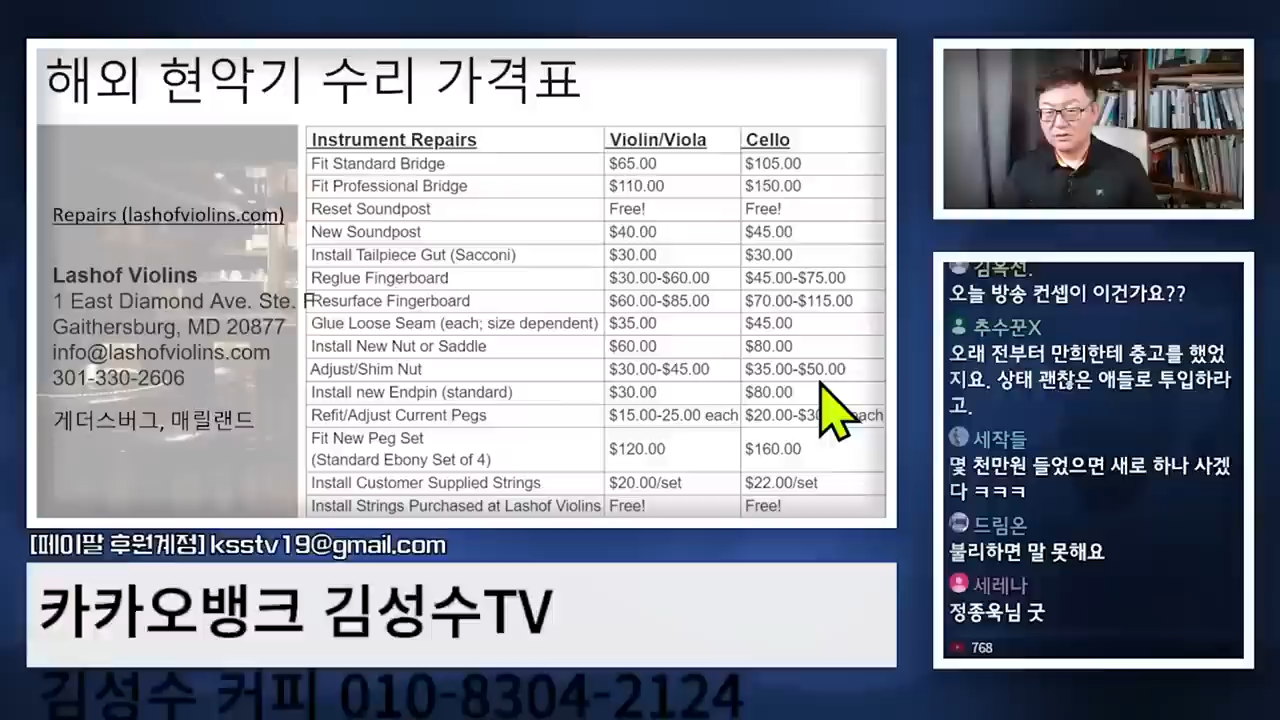 해외 현악기 수리 가격표
Repairs (lashofviolins.com)
Lashof Violins
1 East Diamond Ave. Ste. F
Gaithersburg, MD 20877
info@lashofviolins.com
301-330-2606
게더스버그, 매릴랜드
Instrument Repairs Violin/Viola Cello
Fit Standard Bridge $65.00 $105.00
Fit Professional Bridge $110.00 $150.00
Reset Soundpost Free! Free!
New Soundpost $40.00 $45.00
Install Tailpiece Gut (Sacconi) $30.00 $30.00
Reglue Fingerboard $30.00-$60.00 $45.00-$75.00
Resurface Fingerboard $60.00-$85.00 $70.00-$115.00
Glue Loose Seam (each; size dependent) $35.00 $45.00
Install New Nut or Saddle $60.00 $80.00
Adjust/Shim Nut $30.00-$45.00 $35.00-$50.00
Install new Endpin (standard) $30.00 $80.00
Refit/Adjust Current Pegs $15.00-25.00 each $20.00-$30 each
Fit New Peg Set
(Standard Ebony Set of 4) $120.00 $160.00
Install Customer Supplied Strings $20.00/set $22.00/set
Install Strings Purchased at Lashof Violins Free! Free!
[페이팔 후원계정] ksstv19@gmail.com
카카오뱅크 김성수TV
김성수 커피 010-8304-2124
김옥선.
오늘 방송 컨셉이 이건가요??
추수꾼X
오래 전부터 만희한테 충고를 했었
지요. 상태 괜찮은 애들로 투입하라
고.
세작들
몇 천만원 들었으면 새로 하나 사겠
다 ㅋㅋㅋ
드림온
불리하면 말 못해요
세레나
정종욱님 굿
768